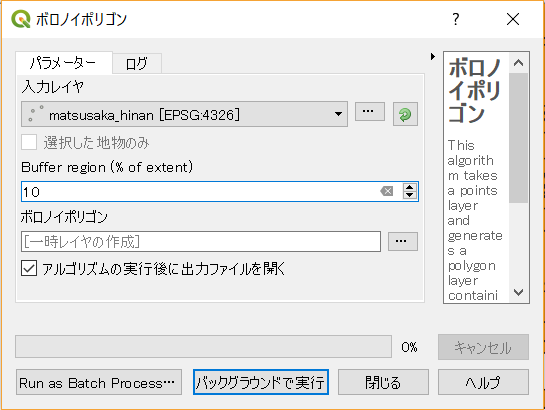 ボロノイポリゴン
パラメーター ログ
入力レイヤ
matsusaka_hinan [EPSG:4326]
選択した地物のみ
Buffer region (% of extent)
10
ボロノイポリゴン
[一時レイヤの作成]
アルゴリズムの実行後に出力ファイルを開く
ボロノ
イポリ
ゴン
This
algorith
m takes
a points
layer
and
generate
s a
polygon
layer
containi
0%
キャンセル
Run as Batch Process…
バックグラウンドで実行
閉じる
ヘルプ